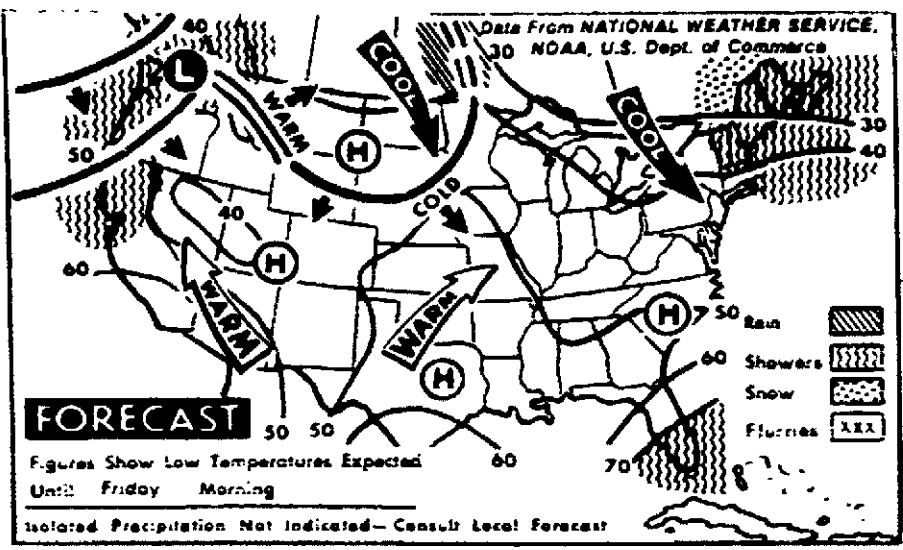 Data From NATIONAL WEATHER SERVICE,
NOAA, U.S. Dept. of Commerce
40
30
L
COOL
COOL
WARM
H
50
30
40
COLD
40
H
60
WARM
WARM
H
50
Rain
60
Showers
H
Snow
FORECAST
50 50
Flurries
60
70
Figures Show Low Temperatures Expected
Until Friday Morning
Isolated Precipitation Not Indicated— Consult Local Forecast